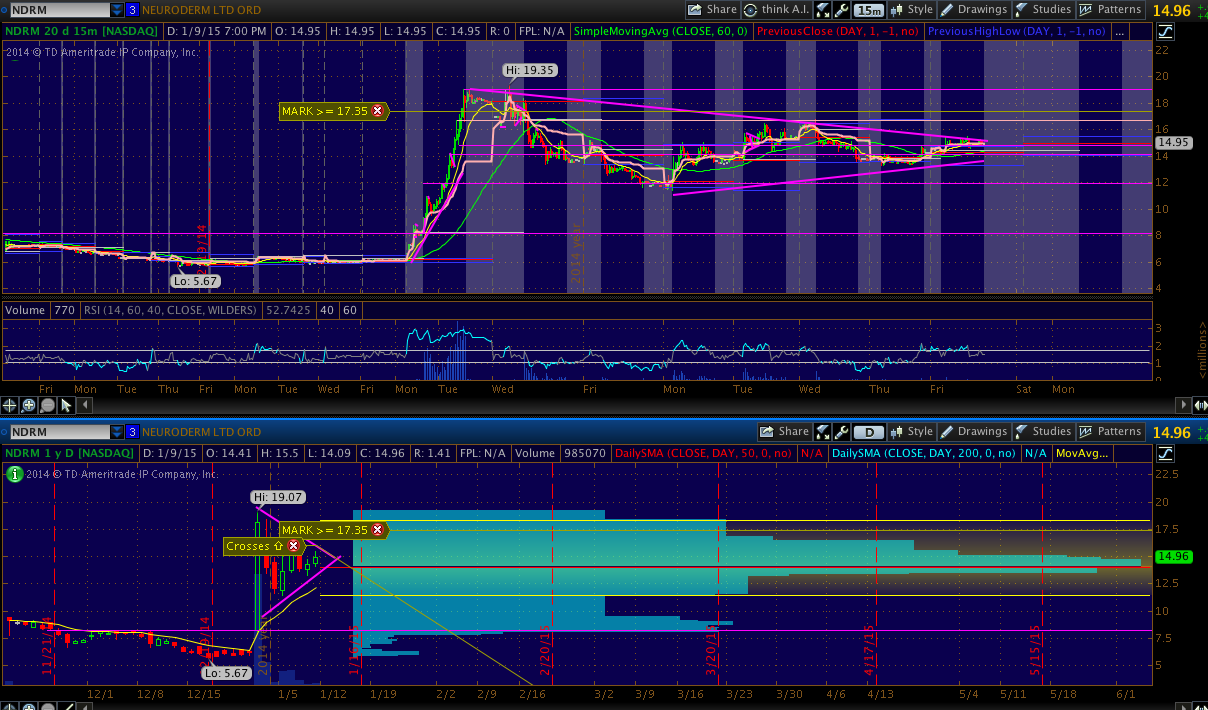 NDRM 3 NEURODERM LTD ORD Share think A.I. 15m Style Drawings Studies Patterns 14.96
NDRM 20 d 15m [NASDAQ] D: 1/9/15 7:00 PM O: 14.95 H: 14.95 L: 14.95 C: 14.95 R: 0 FPL: N/A SimpleMovingAvg (CLOSE, 60, 0) PreviousClose (DAY, 1, -1, no) PreviousHighLow (DAY, 1, -1, no) ...
2014 © TD Ameritrade IP Company, Inc.
22
Hi: 19.35
20
MARK >= 17.35
18
16
14.95
14
12
10
8
6
4
Lo: 5.67
2014 year
Volume 770 RSI (14, 60, 40, CLOSE, WILDERS) 52.7425 40 60
3
2
1
0
<millions>
Fri Mon Tue Thu Fri Mon Tue Wed Fri Mon Tue Wed Fri Mon Tue Wed Thu Fri Sat Mon
NDRM 3 NEURODERM LTD ORD Share D Style Drawings Studies Patterns 14.96
NDRM 1 y D [NASDAQ] D: 1/9/15 O: 14.41 H: 15.5 L: 14.09 C: 14.96 R: 1.41 FPL: N/A Volume 985070 DailySMA (CLOSE, DAY, 50, 0, no) N/A DailySMA (CLOSE, DAY, 200, 0, no) N/A MovAvg...
2014 © TD Ameritrade IP Company, Inc.
22.5
Hi: 19.07
20
MARK >= 17.35
17.5
Crosses
14.96
12.5
10
7.5
5
Lo: 5.67
11/21/14
2/20/15
3/20/15
4/17/15
5/15/15
12/1 12/8 12/15 1/5 1/12 1/19 2/2 2/9 2/16 3/2 3/9 3/16 3/23 3/30 4/6 4/13 5/4 5/11 5/18 6/1